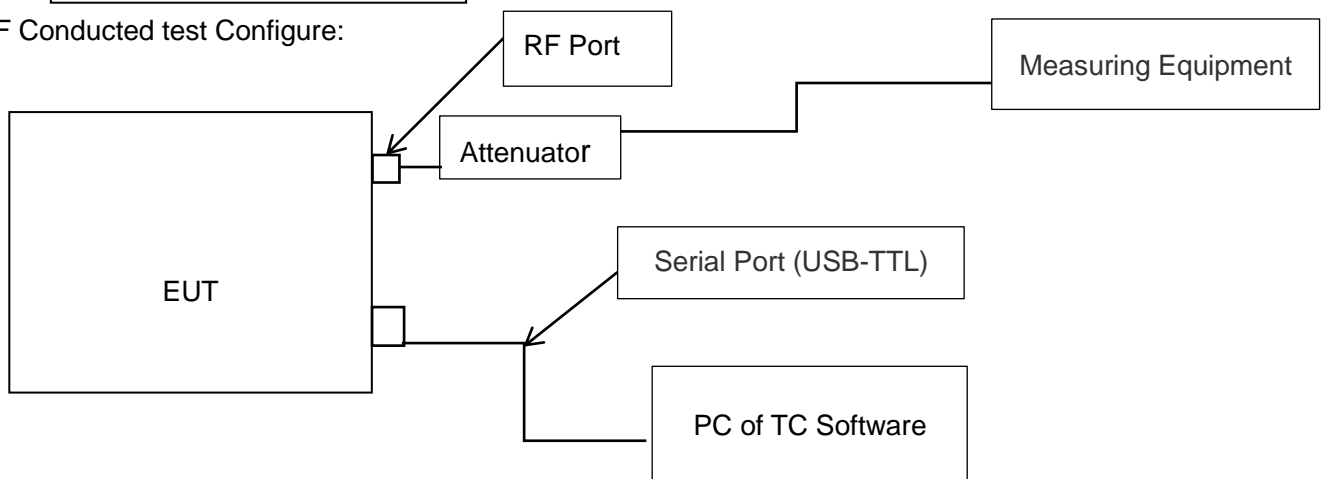 F Conducted test Configure:
RF Port
Measuring Equipment
Attenuator
Serial Port (USB-TTL)
EUT
PC of TC Software